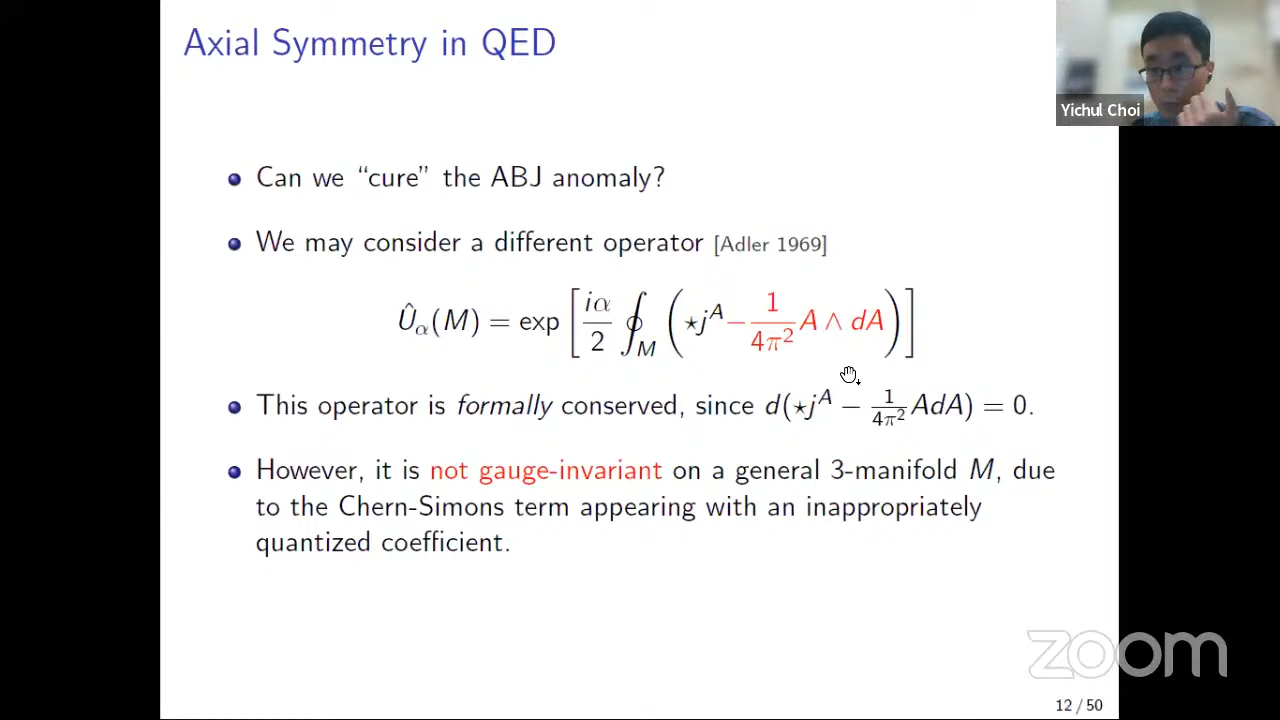 Axial Symmetry in QED
Yichul Choi
Can we “cure” the ABJ anomaly?
We may consider a different operator [Adler 1969]
Û_α(M) = exp [ iα/2 ∮_M ( ⋆j^A − 1/4π² A ∧ dA ) ]
This operator is formally conserved, since d(⋆j^A − 1/4π² AdA) = 0.
However, it is not gauge-invariant on a general 3-manifold M, due
to the Chern-Simons term appearing with an inappropriately
quantized coefficient.
zoom
12 / 50